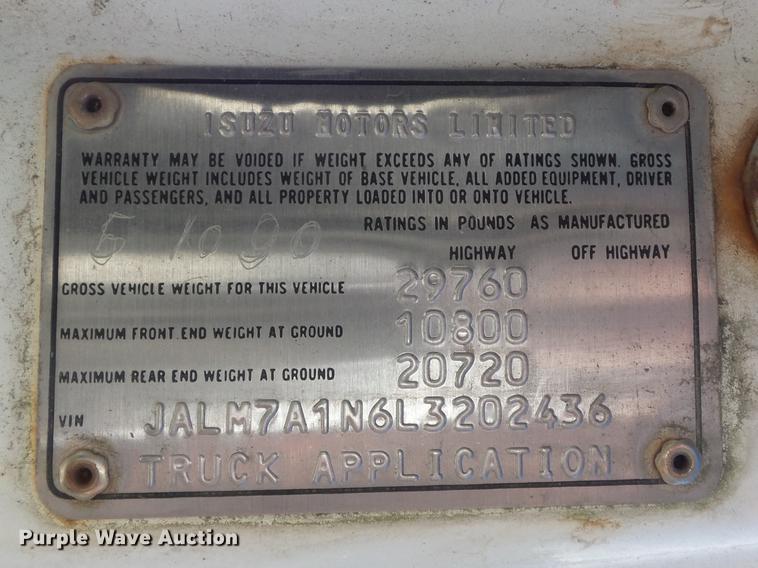 ISUZU MOTORS LIMITED
WARRANTY MAY BE VOIDED IF WEIGHT EXCEEDS ANY OF RATINGS SHOWN. GROSS
VEHICLE WEIGHT INCLUDES WEIGHT OF BASE VEHICLE, ALL ADDED EQUIPMENT, DRIVER
AND PASSENGERS, AND ALL PROPERTY LOADED INTO OR ONTO VEHICLE.
RATINGS IN POUNDS AS MANUFACTURED
HIGHWAY OFF HIGHWAY
GROSS VEHICLE WEIGHT FOR THIS VEHICLE 29760
MAXIMUM FRONT END WEIGHT AT GROUND 10800
MAXIMUM REAR END WEIGHT AT GROUND 20720
VIN JALM7A1N6L3202436
TRUCK APPLICATION
Purple Wave Auction